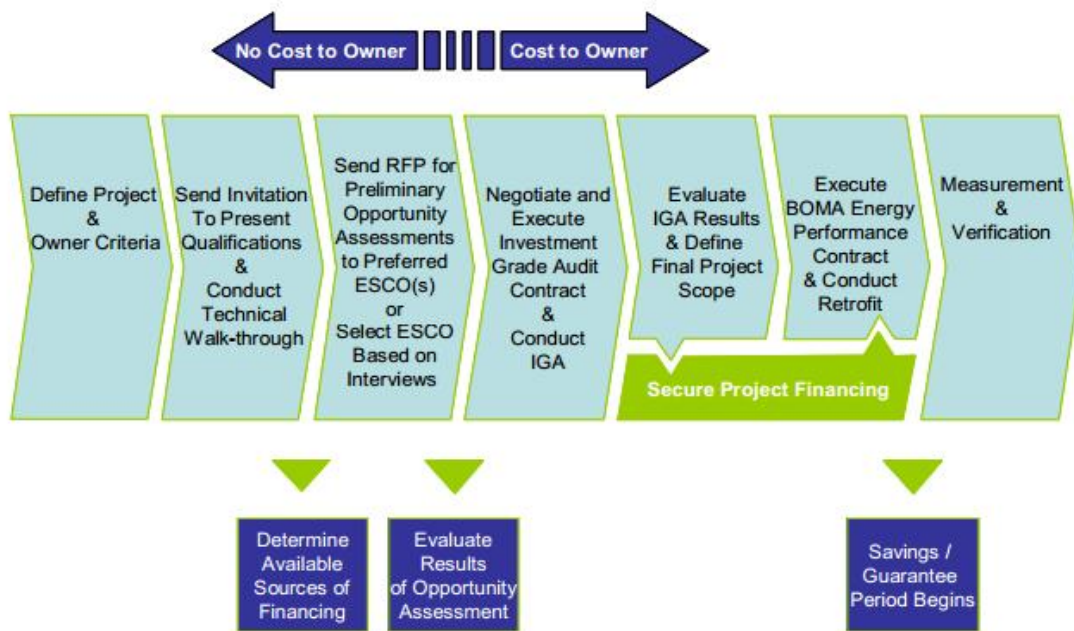 No Cost to Owner
Cost to Owner
Define Project
&
Owner Criteria
Send Invitation
To Present
Qualifications
&
Conduct
Technical
Walk-through
Send RFP for
Preliminary
Opportunity
Assessments
to Preferred
ESCO(s)
or
Select ESCO
Based on
Interviews
Negotiate and
Execute
Investment
Grade Audit
Contract
&
Conduct
IGA
Evaluate
IGA Results
& Define
Final Project
Scope
Execute
BOMA Energy
Performance
Contract
& Conduct
Retrofit
Measurement
&
Verification
Secure Project Financing
Determine
Available
Sources of
Financing
Evaluate
Results
of Opportunity
Assessment
Savings /
Guarantee
Period Begins